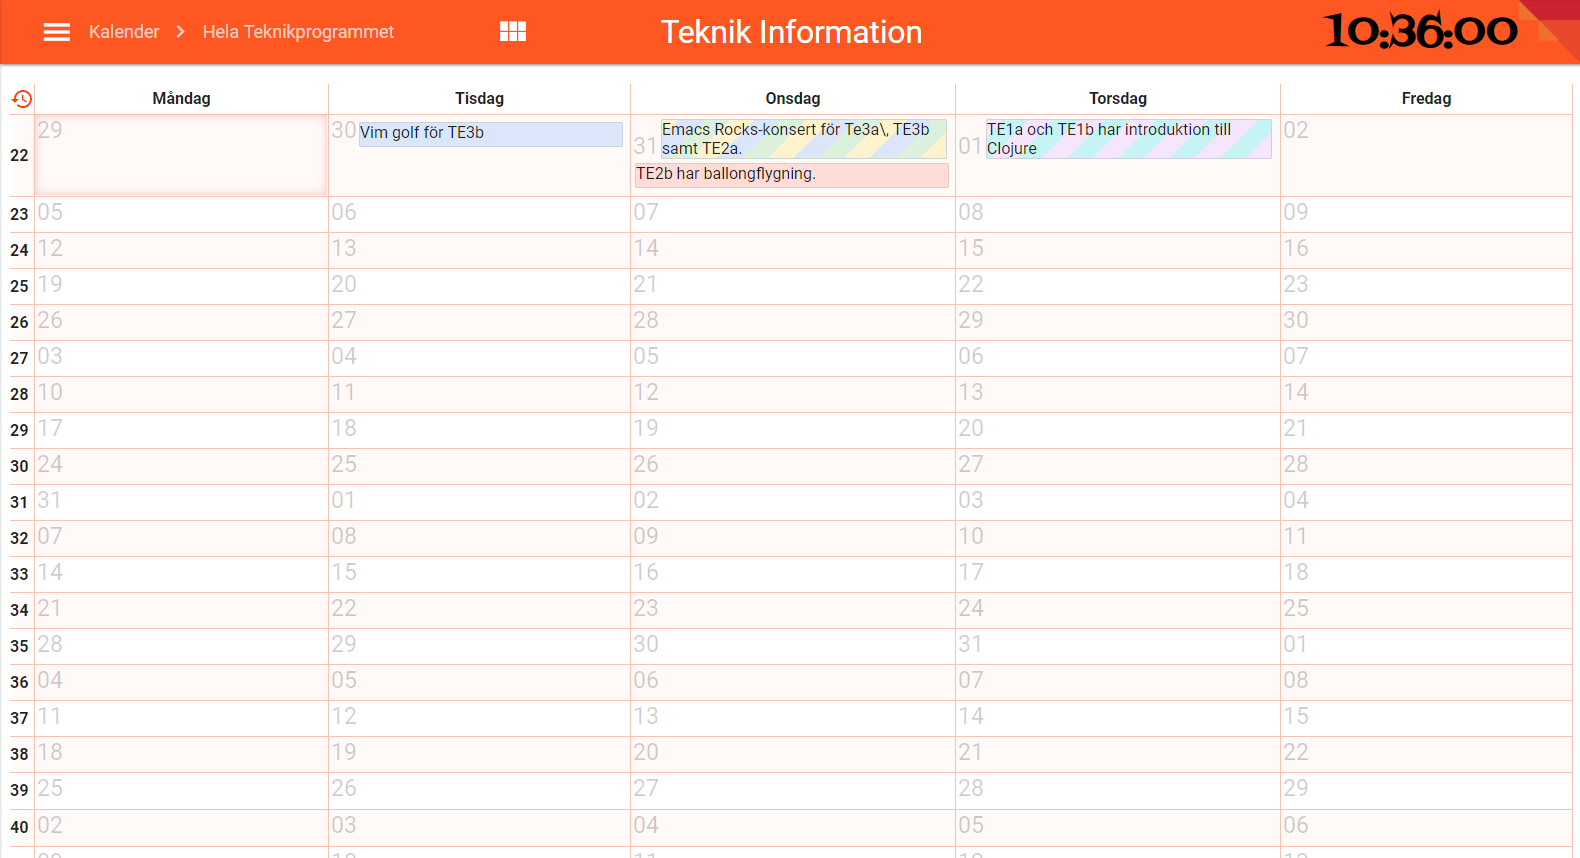 Kalender > Hela Teknikprogrammet
Teknik Information
10:36:00
Måndag Tisdag Onsdag Torsdag Fredag
22 29 30 Vim golf för TE3b 31 Emacs Rocks-konsert för Te3a\, TE3b
samt TE2a.
TE2b har ballongflygning.
01 TE1a och TE1b har introduktion till
Clojure
02
23 05 06 07 08 09
24 12 13 14 15 16
25 19 20 21 22 23
26 26 27 28 29 30
27 03 04 05 06 07
28 10 11 12 13 14
29 17 18 19 20 21
30 24 25 26 27 28
31 31 01 02 03 04
32 07 08 09 10 11
33 14 15 16 17 18
34 21 22 23 24 25
35 28 29 30 31 01
36 04 05 06 07 08
37 11 12 13 14 15
38 18 19 20 21 22
39 25 26 27 28 29
40 02 03 04 05 06